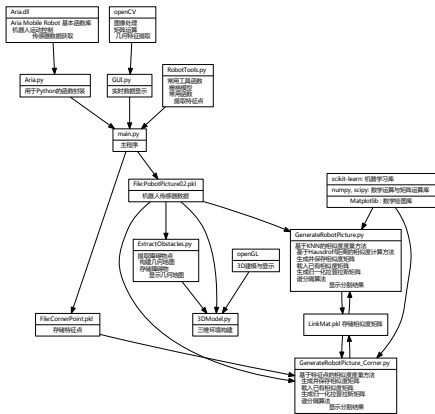 Aria.dll
Aria Mobile Robot 基本函数库
机器人运动控制
传感器数据获取
openCV
图像处理
矩阵运算
几何特征提取
Aria.py
用于Python的函数封装
GUI.py
实时数据显示
RobotTools.py
常用工具函数
栅格模型
常用函数
提取特征点
main.py
主程序
File:PobotPicture02.pkl
机器人传感器数据
scikit-learn: 机器学习库
numpy, scipy: 数学运算与矩阵运算库
Matplotlib : 数学绘图库
ExtractObstacles.py
提取障碍物点
构建几何地图
存储障碍物
显示几何地图
openGL
3D建模与显示
GenerateRobotPicture.py
基于KNN的相似度度量方法
基于Hausdroff距离的相似度计算方法
生成并保存相似度矩阵
载入已有相似度矩阵
生成归一化拉普拉斯矩阵
谱分隔算法
显示分割结果
File:CornerPoint.pkl
存储特征点
3DModel.py
三维环境构建
LinkMat.pkl 存储相似度矩阵
GenerateRobotPicture_Corner.py
基于特征点的相似度度量方法
生成并保存相似度矩阵
载入已有相似度矩阵
生成归一化拉普拉斯矩阵
谱分隔算法
显示分割结果